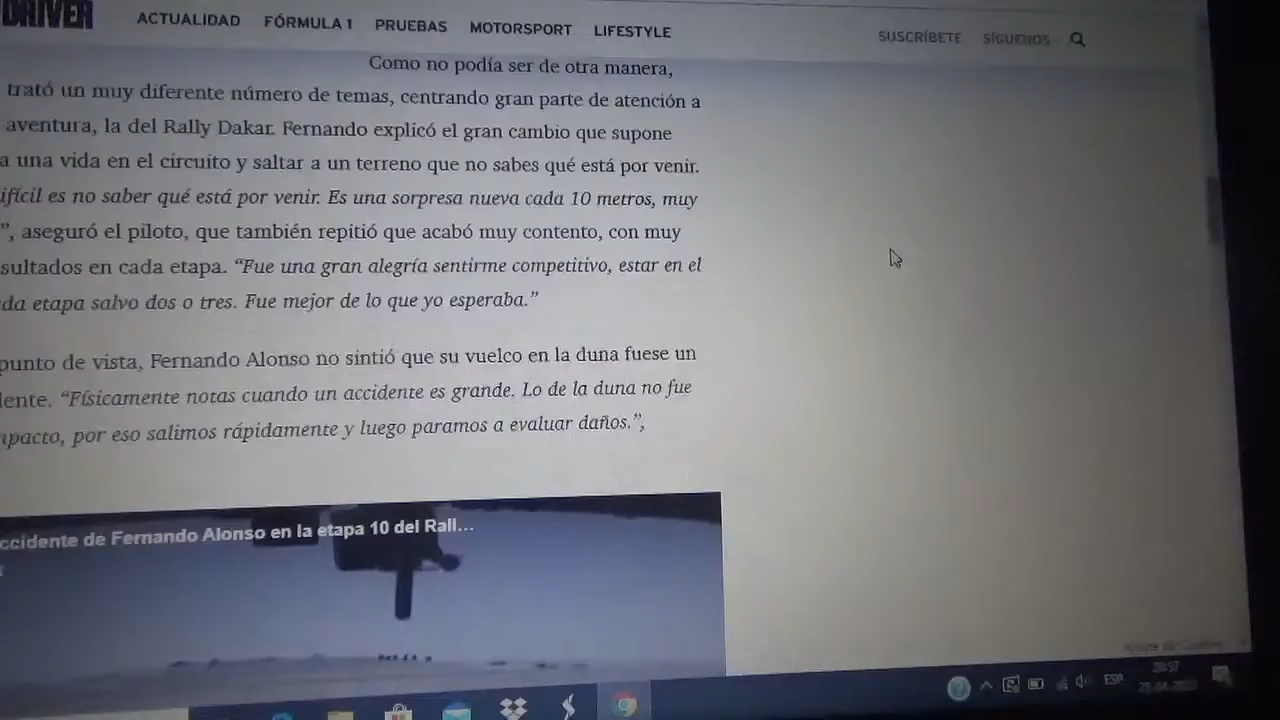 DRIVER ACTUALIDAD FÓRMULA 1 PRUEBAS MOTORSPORT LIFESTYLE SUSCRÍBETE SÍGUENOS
Como no podía ser de otra manera,
trató un muy diferente número de temas, centrando gran parte de atención a
aventura, la del Rally Dakar. Fernando explicó el gran cambio que supone
a una vida en el circuito y saltar a un terreno que no sabes qué está por venir.
ifícil es no saber qué está por venir. Es una sorpresa nueva cada 10 metros, muy
”, aseguró el piloto, que también repitió que acabó muy contento, con muy
sultados en cada etapa. “Fue una gran alegría sentirme competitivo, estar en el
da etapa salvo dos o tres. Fue mejor de lo que yo esperaba.”
punto de vista, Fernando Alonso no sintió que su vuelco en la duna fuese un
dente. “Físicamente notas cuando un accidente es grande. Lo de la duna no fue
mpacto, por eso salimos rápidamente y luego paramos a evaluar daños.”,
ccidente de Fernando Alonso en la etapa 10 del Rall...
ESP
20:57